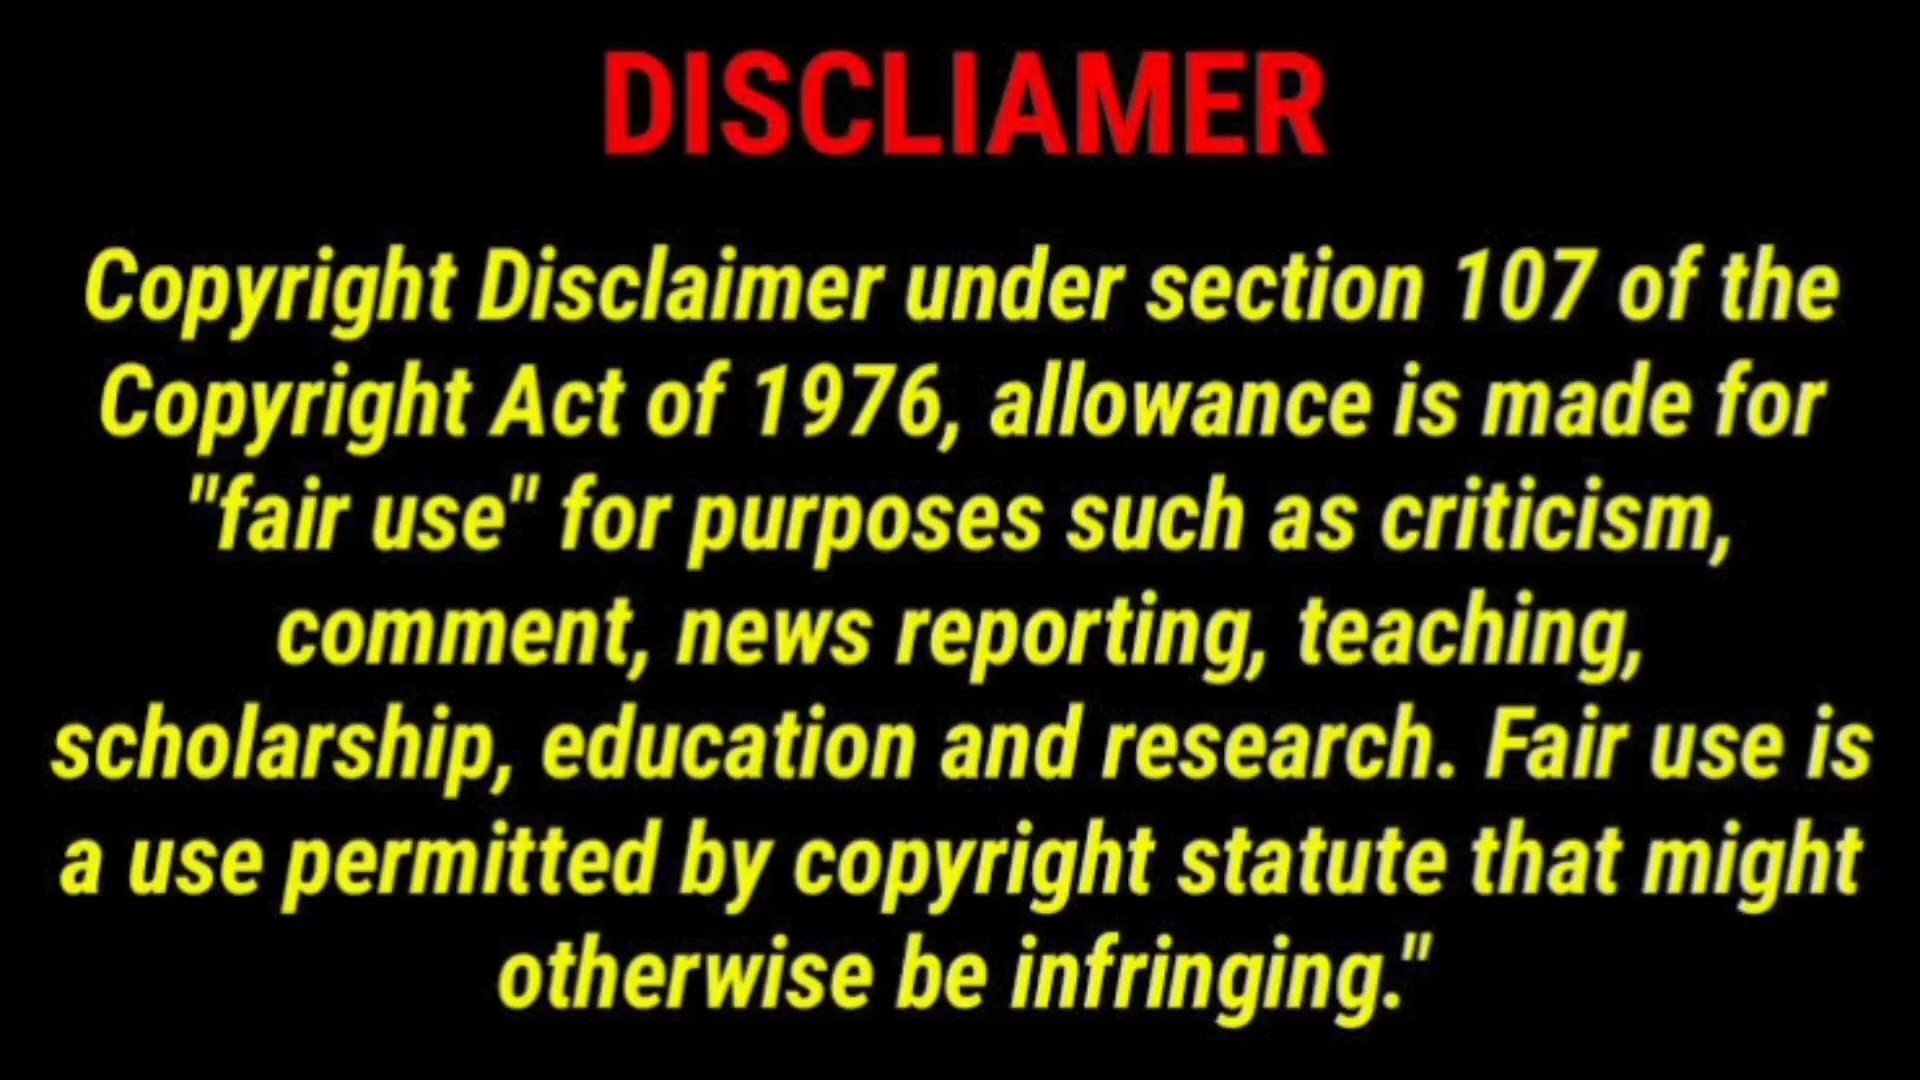 DISCLIAMER
Copyright Disclaimer under section 107 of the
Copyright Act of 1976, allowance is made for
"fair use" for purposes such as criticism,
comment, news reporting, teaching,
scholarship, education and research. Fair use is
a use permitted by copyright statute that might
otherwise be infringing."